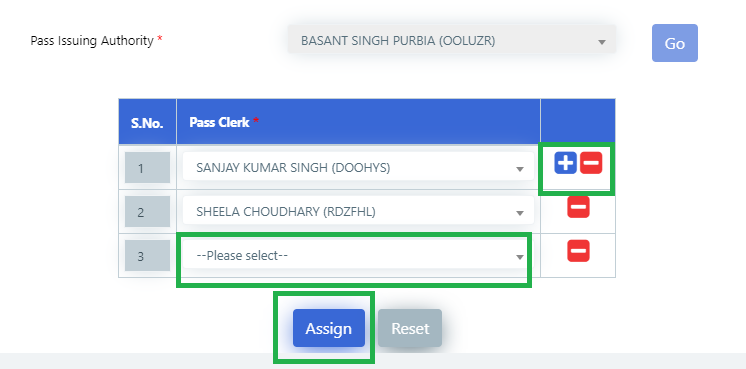 Pass Issuing Authority * BASANT SINGH PURBIA (OOLUZR) Go
S.No. Pass Clerk *
1 SANJAY KUMAR SINGH (DOOHYS)
2 SHEELA CHOUDHARY (RDZFHL)
3 --Please select--
Assign Reset